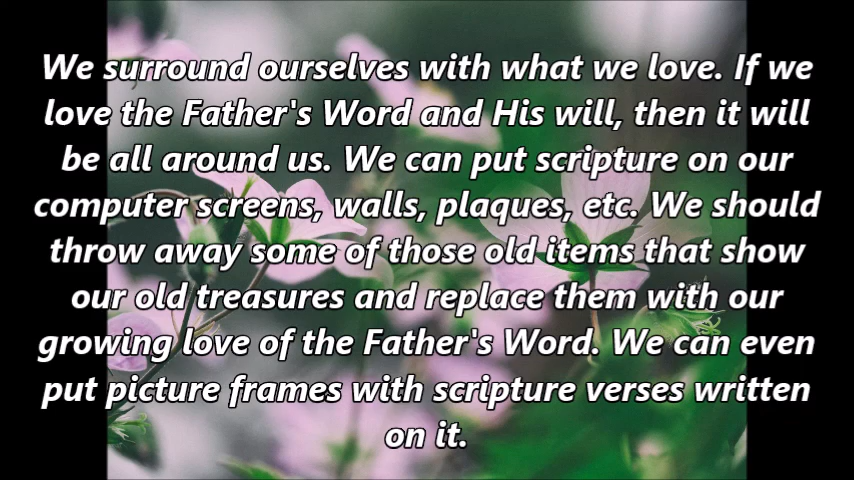 We surround ourselves with what we love. If we
love the Father's Word and His will, then it will
be all around us. We can put scripture on our
computer screens, walls, plaques, etc. We should
throw away some of those old items that show
our old treasures and replace them with our
growing love of the Father's Word. We can even
put picture frames with scripture verses written
on it.